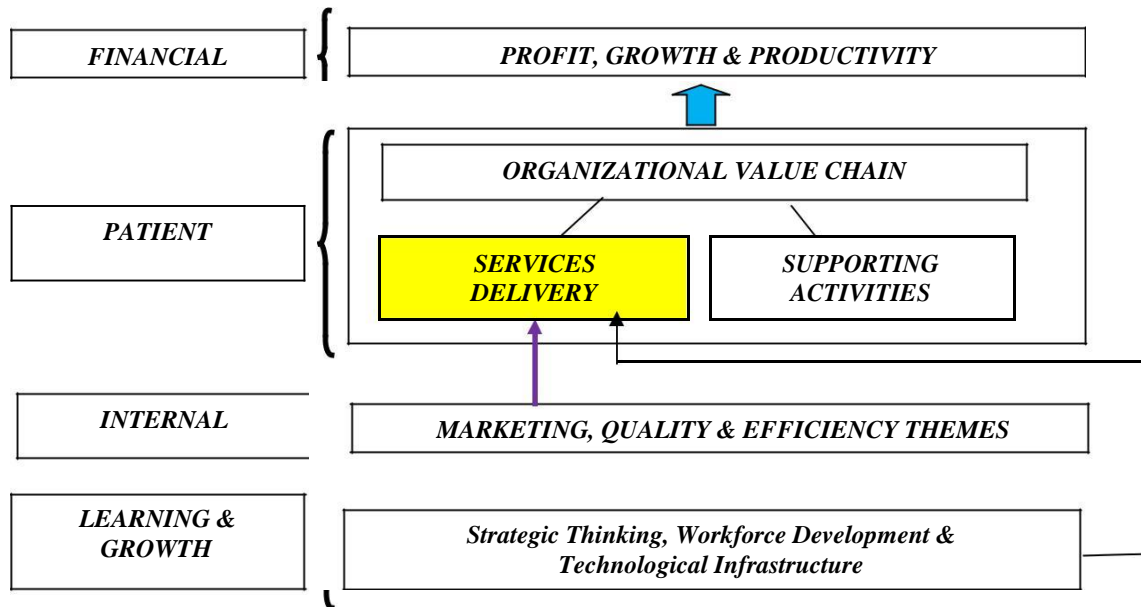 FINANCIAL
PROFIT, GROWTH & PRODUCTIVITY
PATIENT
ORGANIZATIONAL VALUE CHAIN
SERVICES
DELIVERY
SUPPORTING
ACTIVITIES
INTERNAL
MARKETING, QUALITY & EFFICIENCY THEMES
LEARNING &
GROWTH
Strategic Thinking, Workforce Development &
Technological Infrastructure